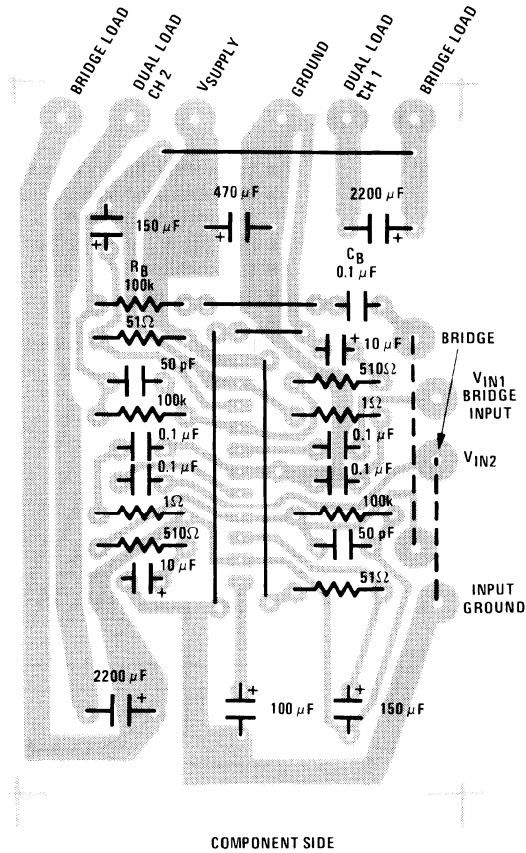 BRIDGE LOAD
DUAL LOAD
CH 2
VSUPPLY
GROUND
DUAL LOAD
CH 1
BRIDGE LOAD
150 µF
+
470 µF
+
2200 µF
+
RB
100k
CB
0.1 µF
51Ω
+
10 µF
BRIDGE
50 pF
510Ω
VIN1
BRIDGE
INPUT
100k
1Ω
0.1 µF
0.1 µF
VIN2
0.1 µF
0.1 µF
1Ω
100k
510Ω
50 pF
10 µF
+
51Ω
INPUT
GROUND
2200 µF
+
+
100 µF
+
150 µF
COMPONENT SIDE